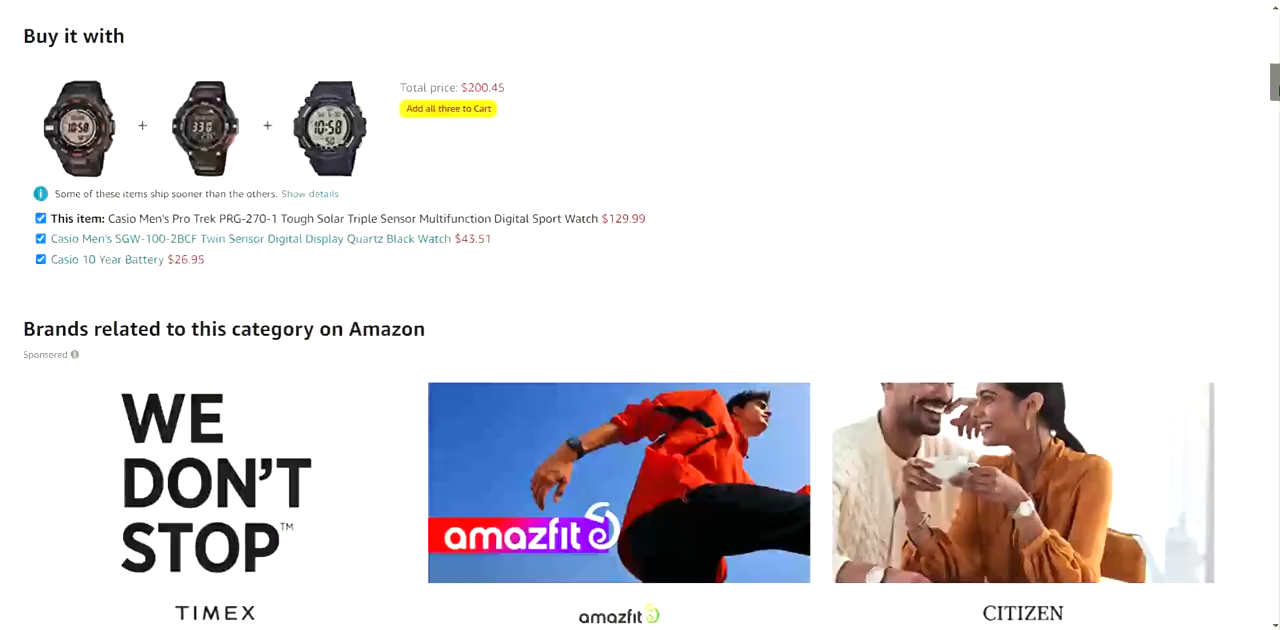 Buy it with
Total price: $200.45
Add all three to Cart
Some of these items ship sooner than the others. Show details
This item: Casio Men's Pro Trek PRG-270-1 Tough Solar Triple Sensor Multifunction Digital Sport Watch $129.99
Casio Men's SGW-100-2BCF Twin Sensor Digital Display Quartz Black Watch $43.51
Casio 10 Year Battery $26.95
Brands related to this category on Amazon
Sponsored
WE
DON'T
STOP™
amazfit
TIMEX
amazfit
CITIZEN